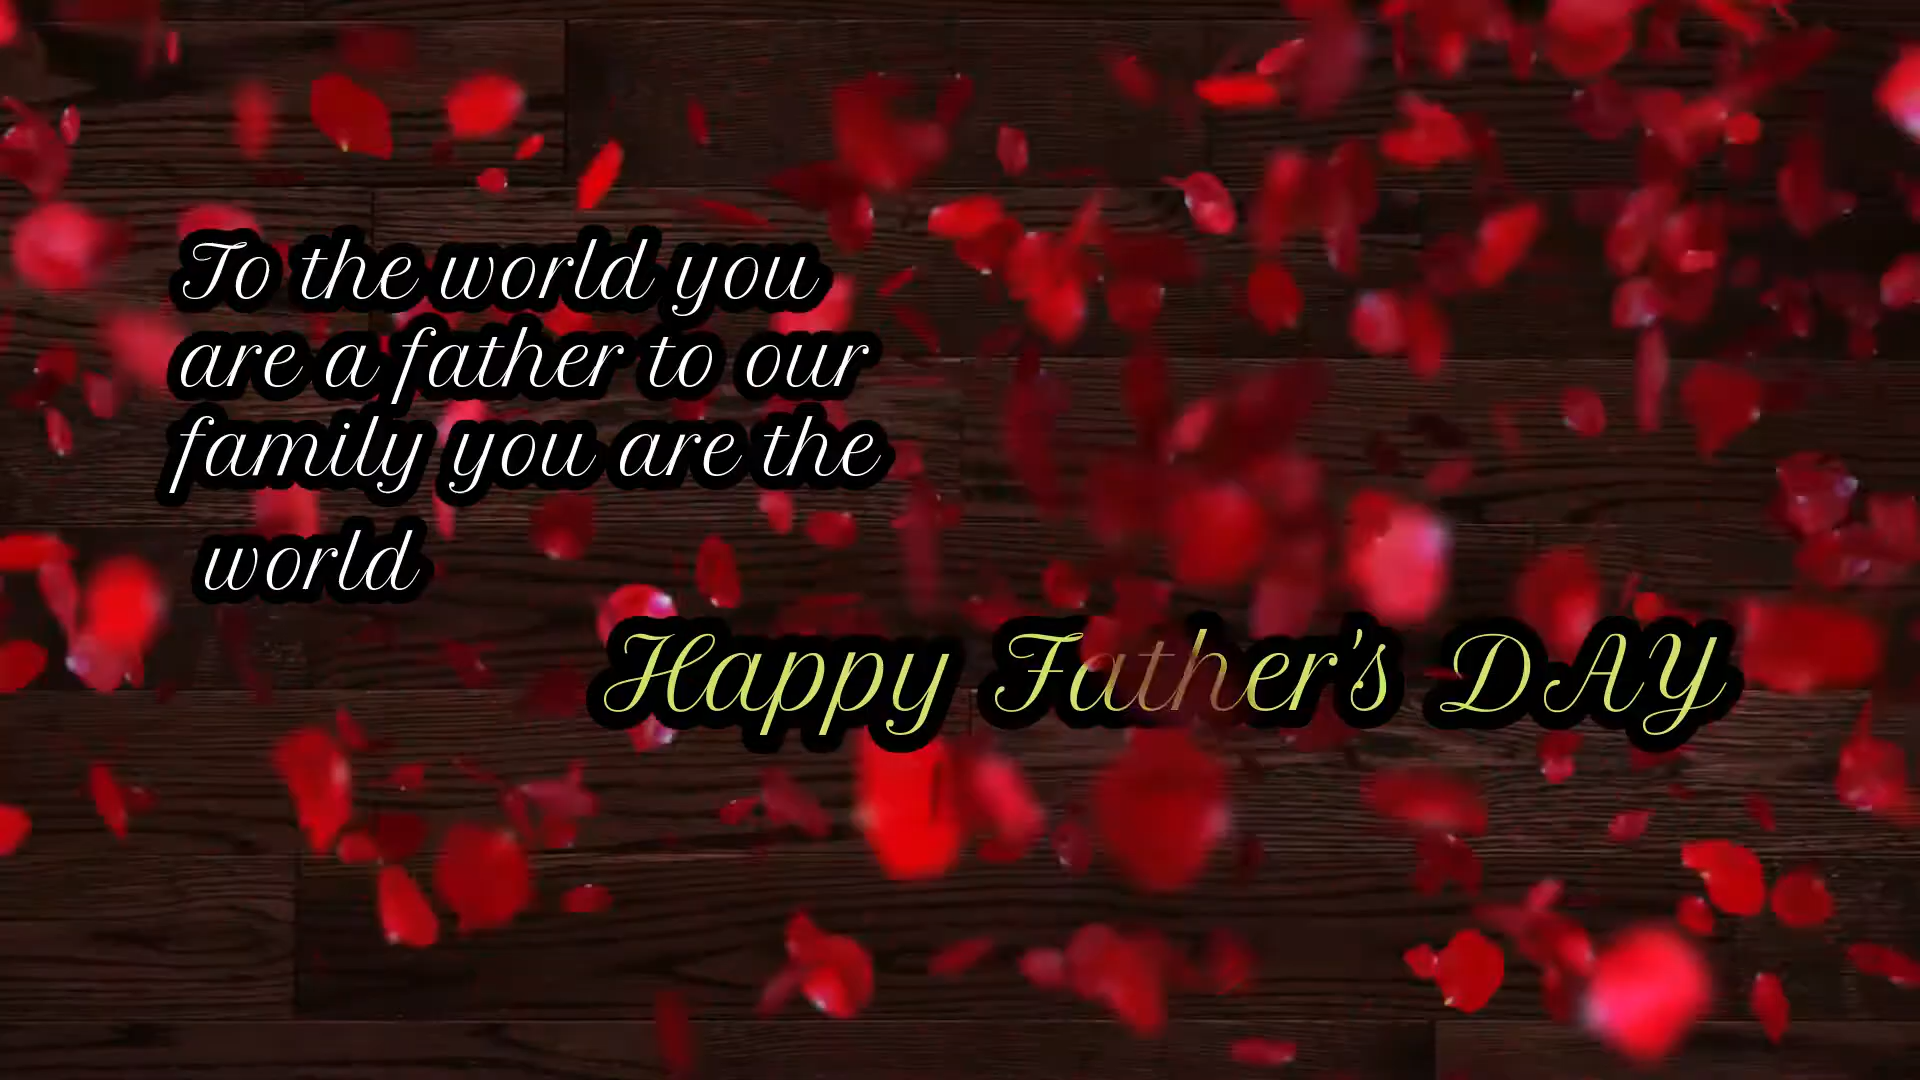 To the world you
are a father to our
family you are the
world
Happy Father's DAY